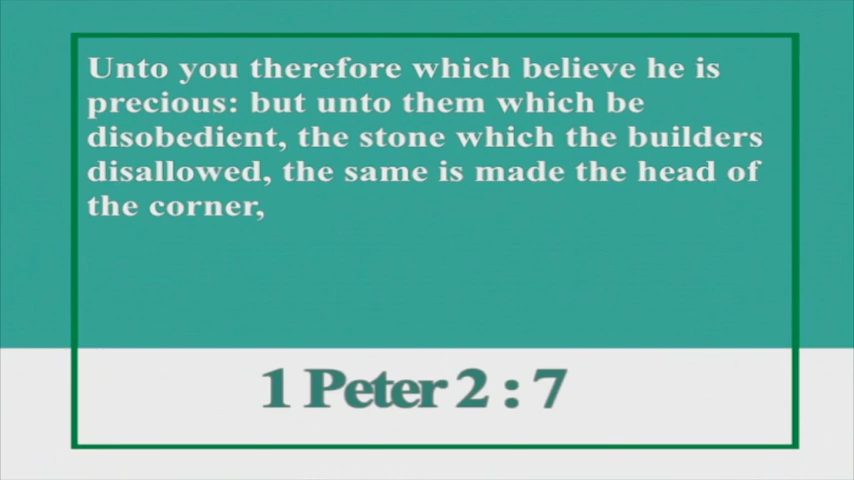 Unto you therefore which believe he is
precious: but unto them which be
disobedient, the stone which the builders
disallowed, the same is made the head of
the corner,
1 Peter 2 : 7